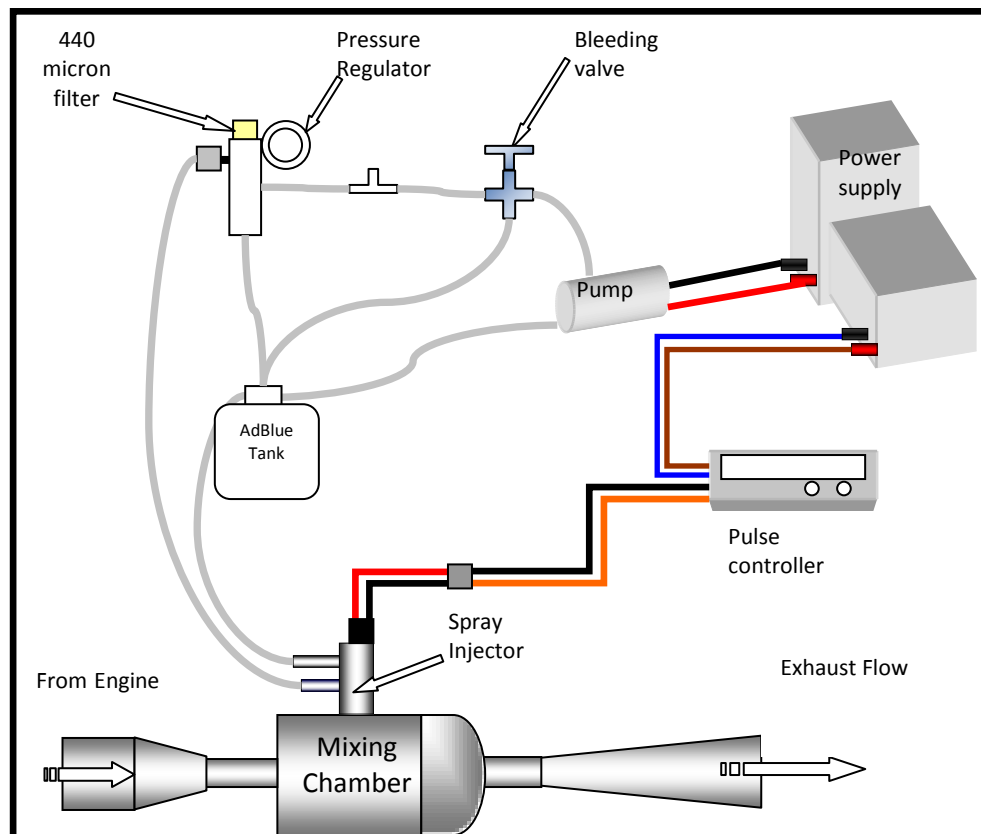 440
micron
filter
Pressure
Regulator
Bleeding
valve
Power
supply
Pump
AdBlue
Tank
Pulse
controller
Spray
Injector
From Engine
Exhaust Flow
Mixing
Chamber